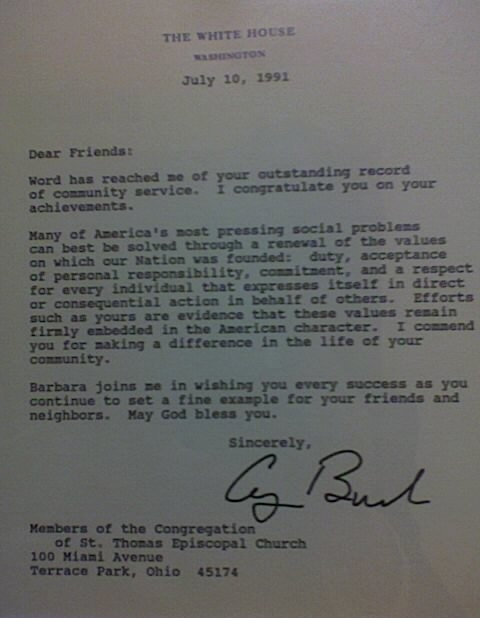 THE WHITE HOUSE
WASHINGTON
July 10, 1991
Dear Friends:
Word has reached me of your outstanding record
of community service. I congratulate you on your
achievements.
Many of America's most pressing social problems
can best be solved through a renewal of the values
on which our Nation was founded: duty, acceptance
of personal responsibility, commitment, and a respect
for every individual that expresses itself in direct
or consequential action in behalf of others. Efforts
such as yours are evidence that these values remain
firmly embedded in the American character. I commend
you for making a difference in the life of your
community.
Barbara joins me in wishing you every success as you
continue to set a fine example for your friends and
neighbors. May God bless you.
Sincerely,
G Bush
Members of the Congregation
of St. Thomas Episcopal Church
100 Miami Avenue
Terrace Park, Ohio 45174